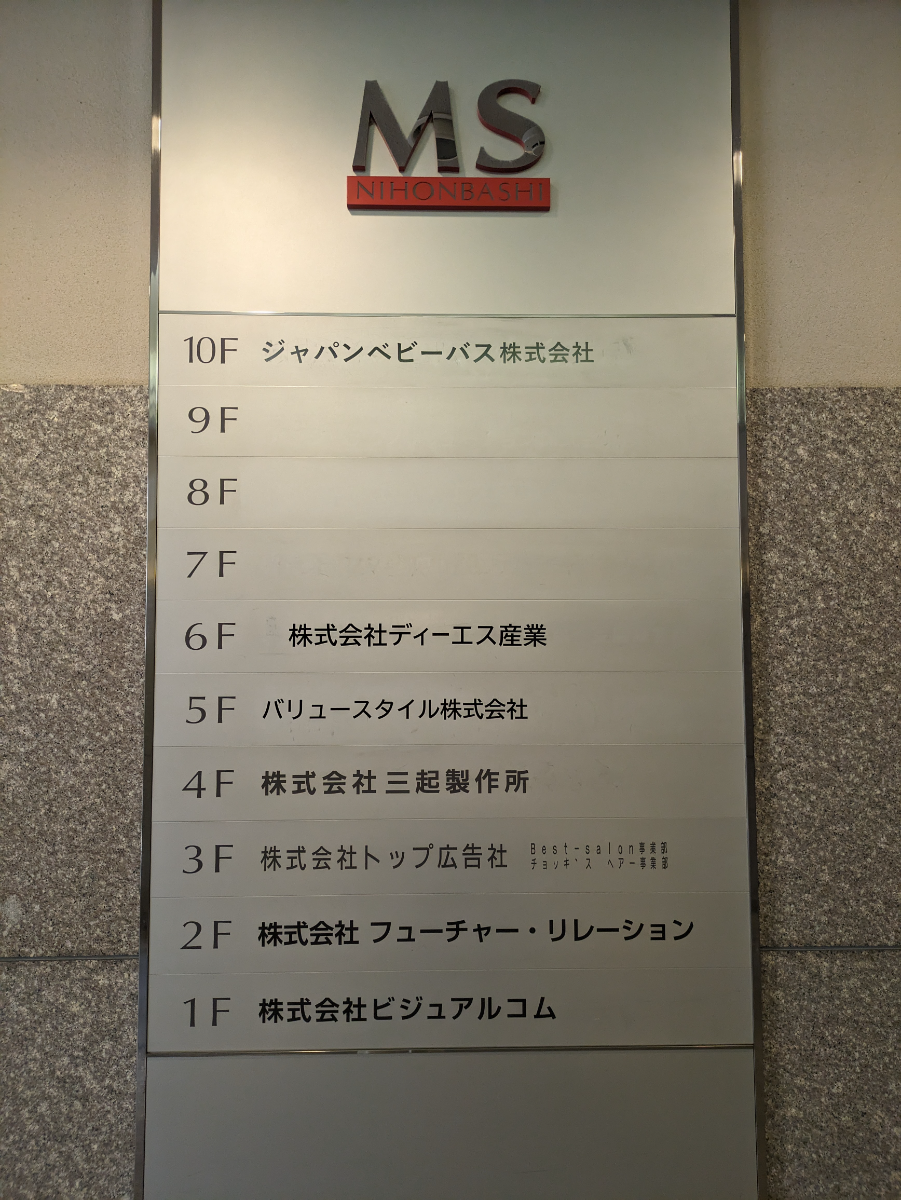 MS
NIHONBASHI
10F ジャパンベビーバス株式会社
9F
8F
7F
6F 株式会社ディーエス産業
5F バリュースタイル株式会社
4F 株式会社 三起製作所
3F 株式会社トップ広告社 Best-salon事業部
チョッキンズ ヘアー事業部
2F 株式会社 フューチャー・リレーション
1F 株式会社ビジュアルコム